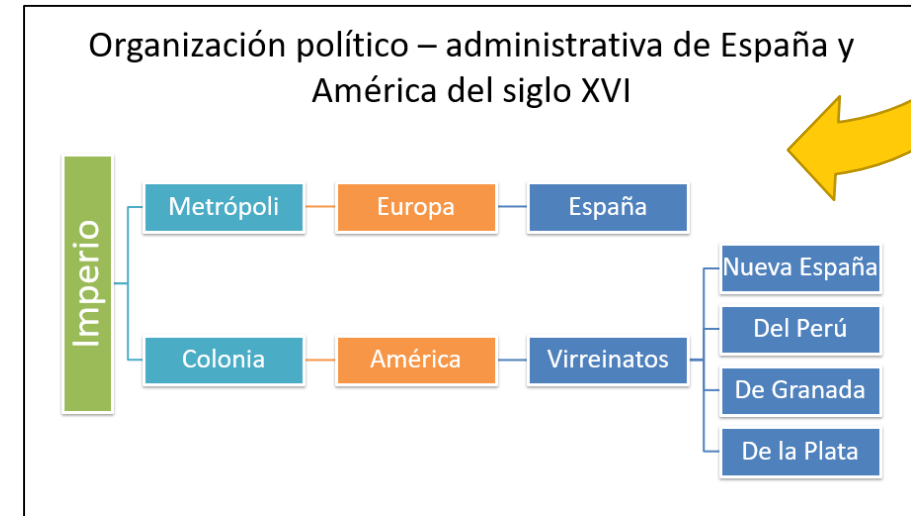 Organización político – administrativa de España y
América del siglo XVI
Imperio
Metrópoli
Europa
España
Colonia
América
Virreinatos
Nueva España
Del Perú
De Granada
De la Plata